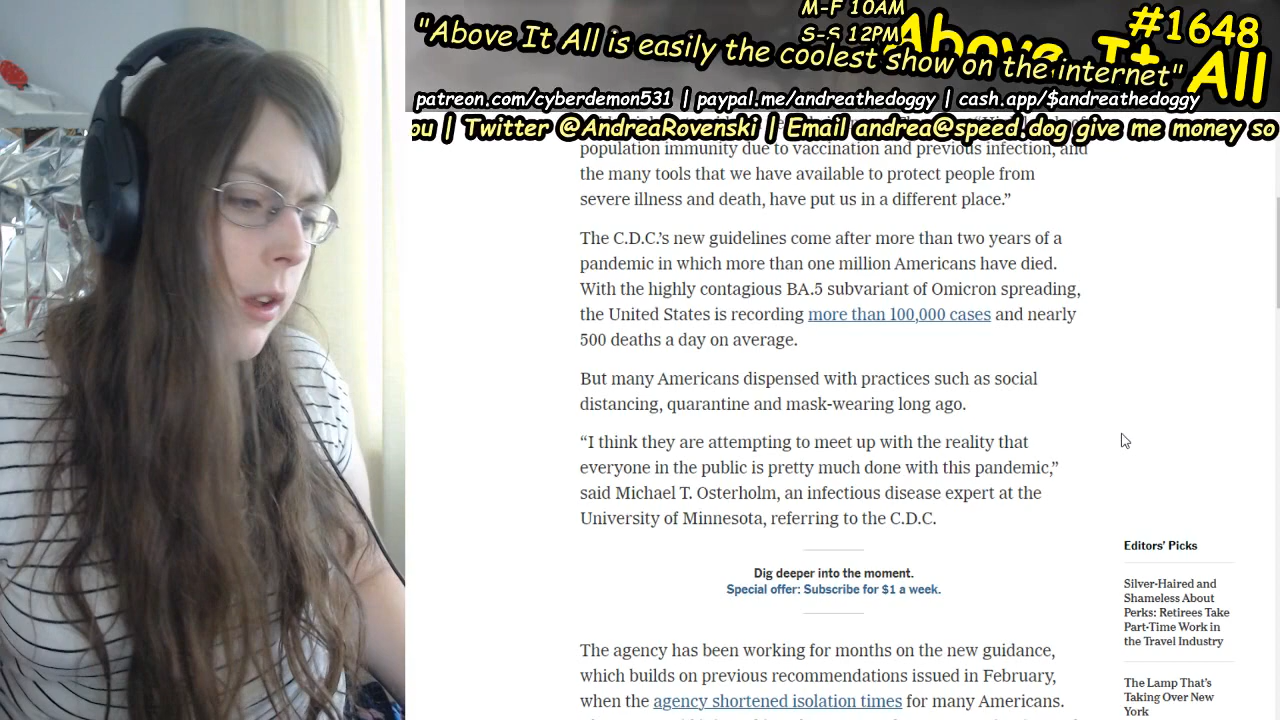 M-F 10AM
S-S 12PM
Above It All
#1648
"Above It All is easily the coolest show on the internet"
patreon.com/cyberdemon531 | paypal.me/andreathedoggy | cash.app/$andreathedoggy
ou | Twitter @AndreaRovenski | Email andrea@speed.dog give me money so
population immunity due to vaccination and previous infection, and
the many tools that we have available to protect people from
severe illness and death, have put us in a different place.”
The C.D.C.’s new guidelines come after more than two years of a
pandemic in which more than one million Americans have died.
With the highly contagious BA.5 subvariant of Omicron spreading,
the United States is recording more than 100,000 cases and nearly
500 deaths a day on average.
But many Americans dispensed with practices such as social
distancing, quarantine and mask-wearing long ago.
“I think they are attempting to meet up with the reality that
everyone in the public is pretty much done with this pandemic,”
said Michael T. Osterholm, an infectious disease expert at the
University of Minnesota, referring to the C.D.C.
Dig deeper into the moment.
Special offer: Subscribe for $1 a week.
The agency has been working for months on the new guidance,
which builds on previous recommendations issued in February,
when the agency shortened isolation times for many Americans.
Editors’ Picks
Silver-Haired and
Shameless About
Perks: Retirees Take
Part-Time Work in
the Travel Industry
The Lamp That’s
Taking Over New
York